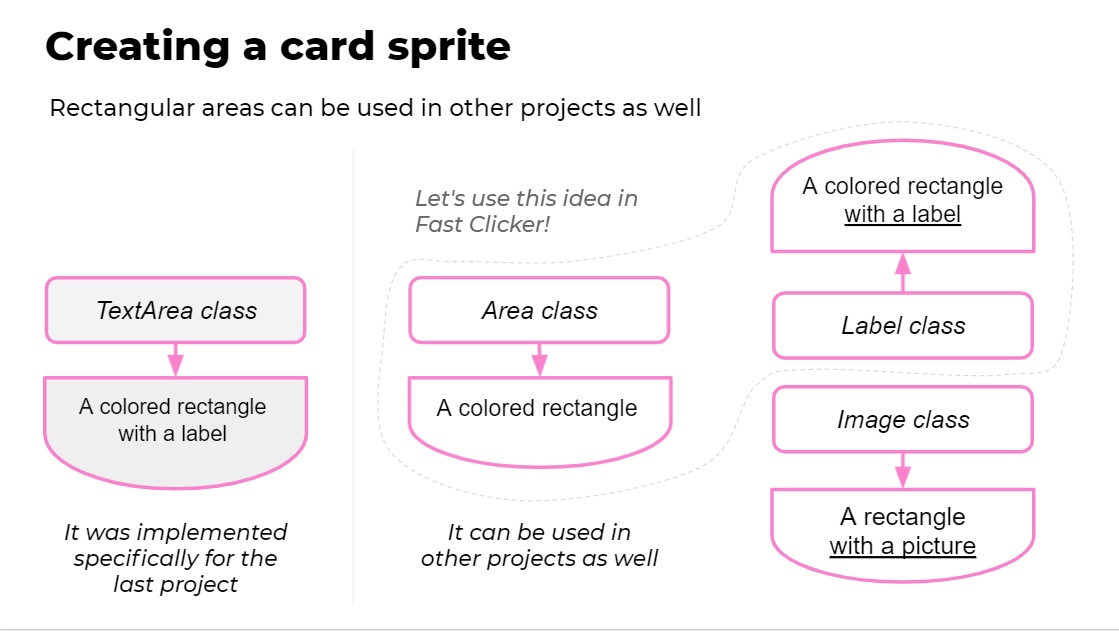 Creating a card sprite
Rectangular areas can be used in other projects as well
TextArea class
A colored rectangle
with a label
It was implemented
specifically for the
last project
Let's use this idea in
Fast Clicker!
Area class
A colored rectangle
It can be used in
other projects as well
A colored rectangle
with a label
Label class
Image class
A rectangle
with a picture